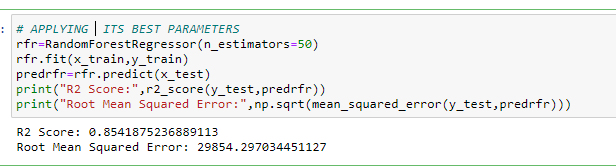 : # APPLYING ITS BEST PARAMETERS
rfr=RandomForestRegressor(n_estimators=50)
rfr.fit(x_train,y_train)
predrfr=rfr.predict(x_test)
print("R2 Score:",r2_score(y_test,predrfr))
print("Root Mean Squared Error:",np.sqrt(mean_squared_error(y_test,predrfr)))
R2 Score: 0.8541875236889113
Root Mean Squared Error: 29854.297034451127